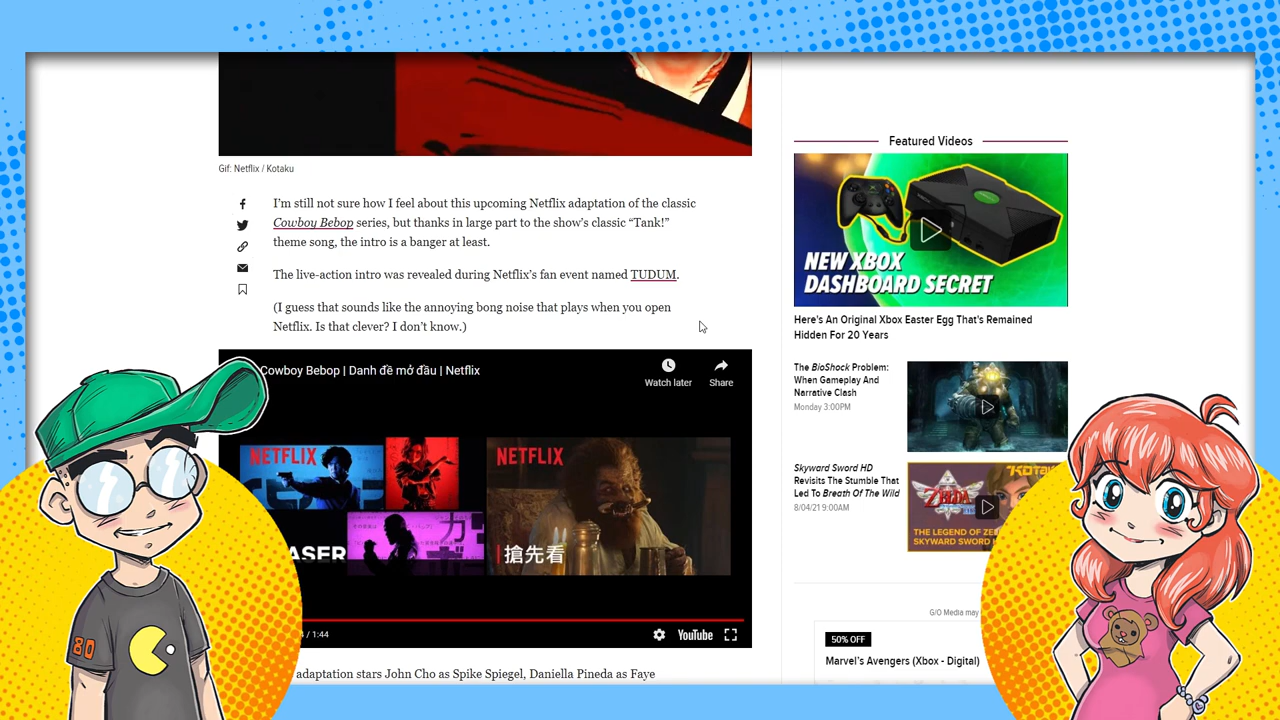 Gif: Netflix / Kotaku
I'm still not sure how I feel about this upcoming Netflix adaptation of the classic
Cowboy Bebop series, but thanks in large part to the show's classic "Tank!"
theme song, the intro is a banger at least.
The live-action intro was revealed during Netflix's fan event named TUDUM.
(I guess that sounds like the annoying bong noise that plays when you open
Netflix. Is that clever? I don't know.)
Cowboy Bebop | Danh đề mở đầu | Netflix
Watch later
Share
NETFLIX
NETFLIX
搶先看
/ 1:44
YouTube
adaptation stars John Cho as Spike Spiegel, Daniella Pineda as Faye
Featured Videos
NEW XBOX
DASHBOARD SECRET
Here's An Original Xbox Easter Egg That's Remained
Hidden For 20 Years
The BioShock Problem:
When Gameplay And
Narrative Clash
Monday 3:00PM
Skyward Sword HD
Revisits The Stumble That
Led To Breath Of The Wild
8/04/21 9:00AM
ZELDA
THE LEGEND OF ZE
SKYWARD SWORD
G/O Media may
50% OFF
Marvel's Avengers (Xbox - Digital)
80